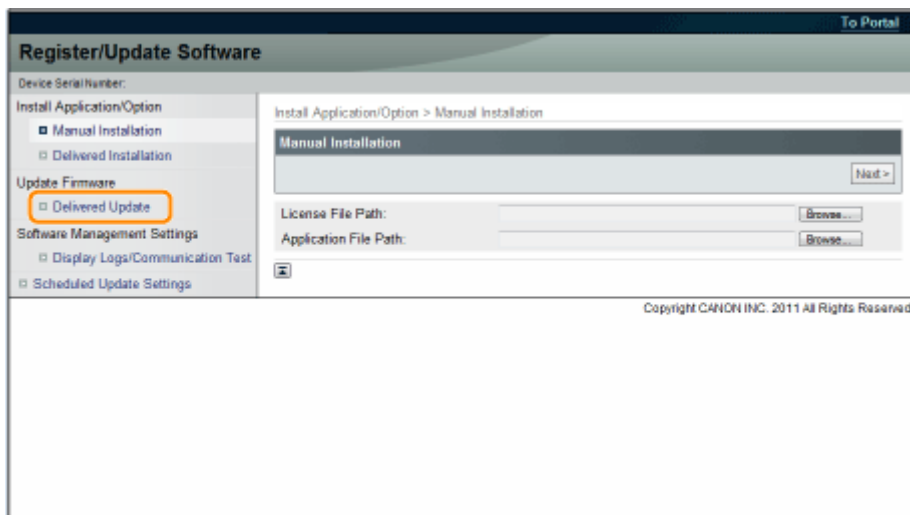 To Portal
Register/Update Software
Device Serial Number:
Install Application/Option
Manual Installation
Delivered Installation
Update Firmware
Delivered Update
Software Management Settings
Display Logs/Communication Test
Scheduled Update Settings
Install Application/Option > Manual Installation
Manual Installation
Next >
License File Path:
Browse...
Application File Path:
Browse...
Copyright CANON INC. 2011 All Rights Reserved